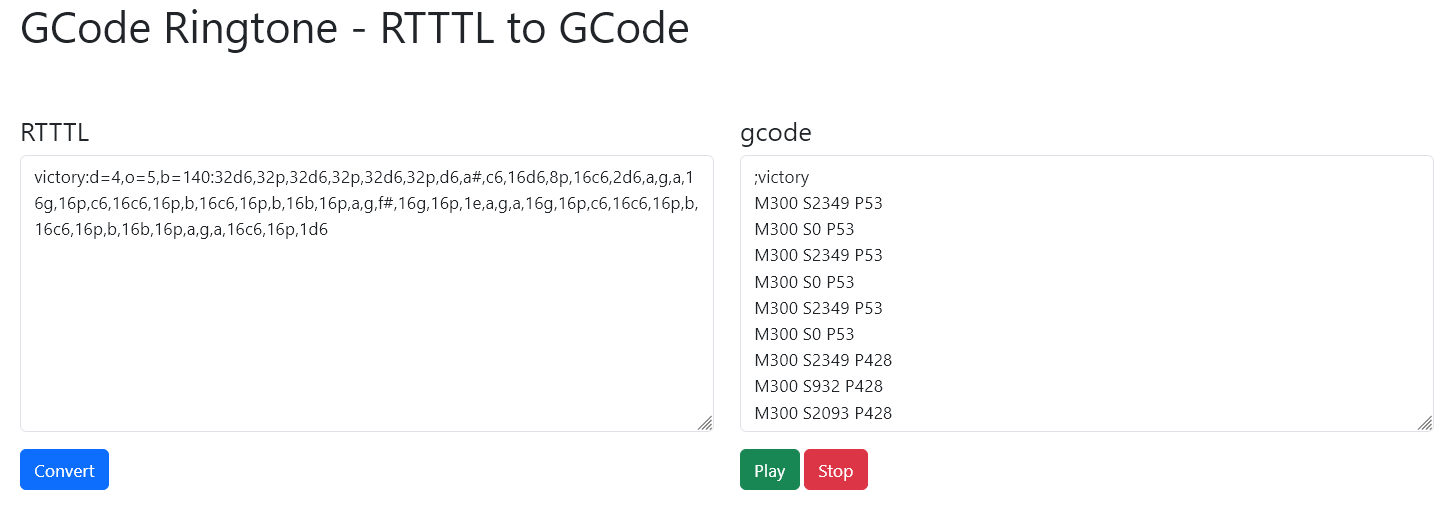 GCode Ringtone - RTTTL to GCode
RTTTL
victory:d=4,o=5,b=140:32d6,32p,32d6,32p,32d6,32p,d6,a#,c6,16d6,8p,16c6,2d6,a,g,a,1
6g,16p,c6,16c6,16p,b,16c6,16p,b,16b,16p,a,g,f#,16g,16p,1e,a,g,a,16g,16p,c6,16c6,16p,b,
16c6,16p,b,16b,16p,a,g,a,16c6,16p,1d6
Convert
gcode
;victory
M300 S2349 P53
M300 S0 P53
M300 S2349 P53
M300 S0 P53
M300 S2349 P53
M300 S0 P53
M300 S2349 P428
M300 S932 P428
M300 S2093 P428
Play Stop